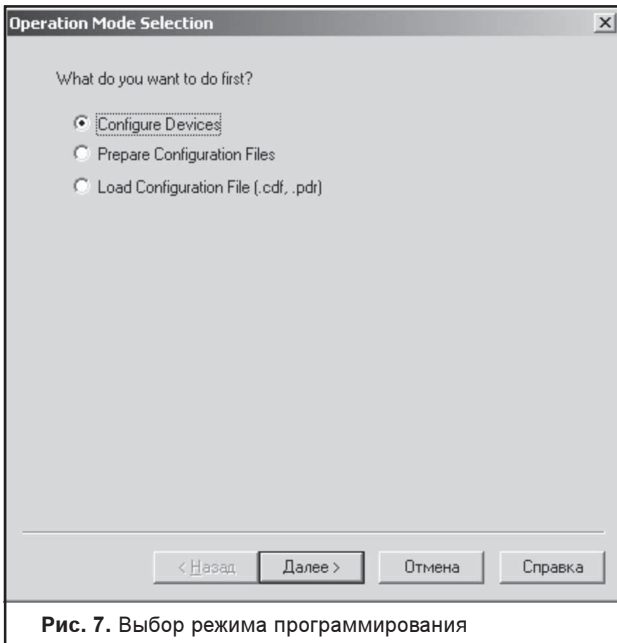 Operation Mode Selection
What do you want to do first?
Configure Devices
Prepare Configuration Files
Load Configuration File (.cdf, .pdr)
< Назад Далее > Отмена Справка
Рис. 7. Выбор режима программирования